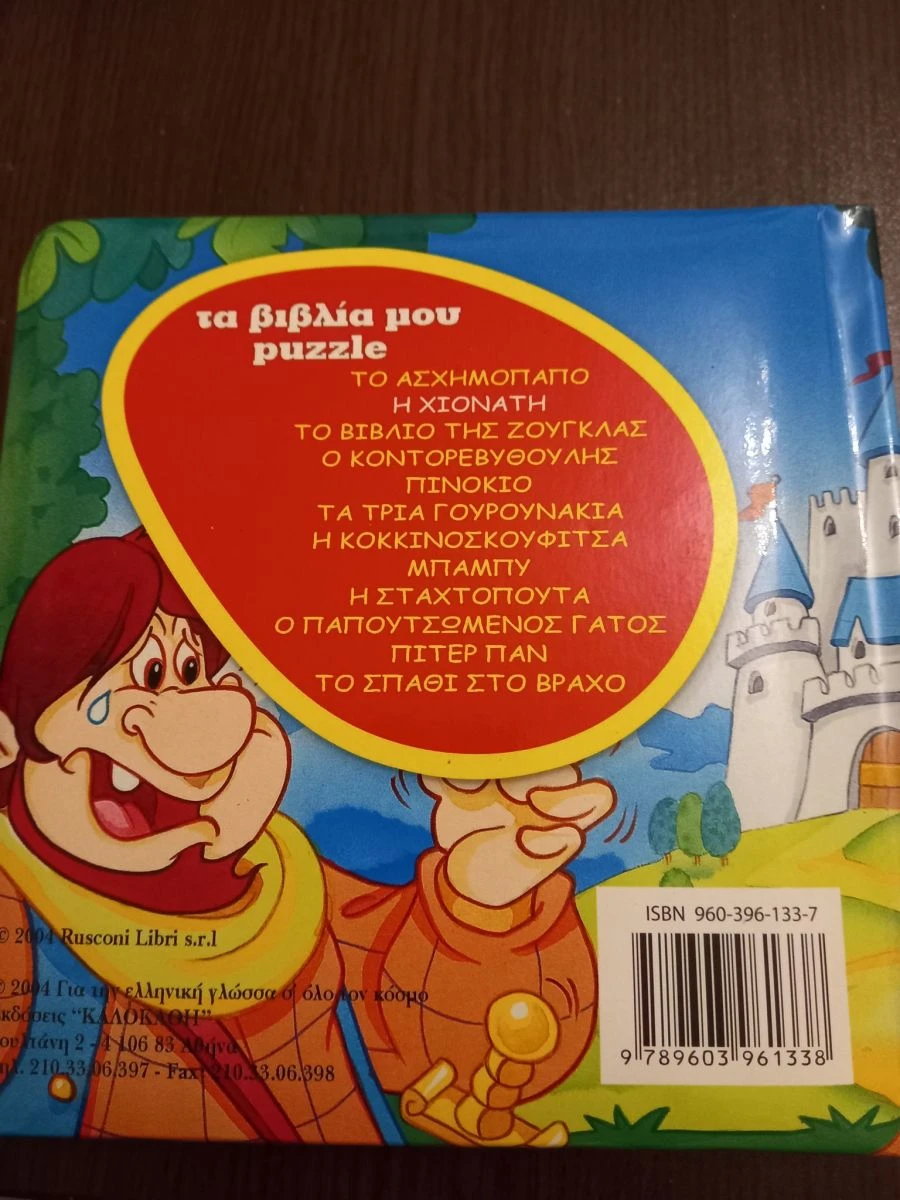 τα βιβλία μου
puzzle
ΤΟ ΑΣΧΗΜΟΠΑΠΟ
Η ΧΙΟΝΑΤΗ
ΤΟ ΒΙΒΛΙΟ ΤΗΣ ΖΟΥΓΚΛΑΣ
Ο ΚΟΝΤΟΡΕΒΥΘΟΥΛΗΣ
ΠΙΝΟΚΙΟ
ΤΑ ΤΡΙΑ ΓΟΥΡΟΥΝΑΚΙΑ
Η ΚΟΚΚΙΝΟΣΚΟΥΦΙΤΣΑ
ΜΠΑΜΠΥ
Η ΣΤΑΧΤΟΠΟΥΤΑ
Ο ΠΑΠΟΥΤΣΩΜΕΝΟΣ ΓΑΤΟΣ
ΠΙΤΕΡ ΠΑΝ
ΤΟ ΣΠΑΘΙ ΣΤΟ ΒΡΑΧΟ
© 2004 Rusconi Libri s.r.l
© 2004 Για την ελληνική γλώσσα σ' όλο τον κόσμο
"ΚΑΛΟΚΑΘΗ"
2 - 4 106 83 Αθήνα
210.33.06.397 - Fax: 210.33.06.398
ISBN 960-396-133-7
9 789603 961338